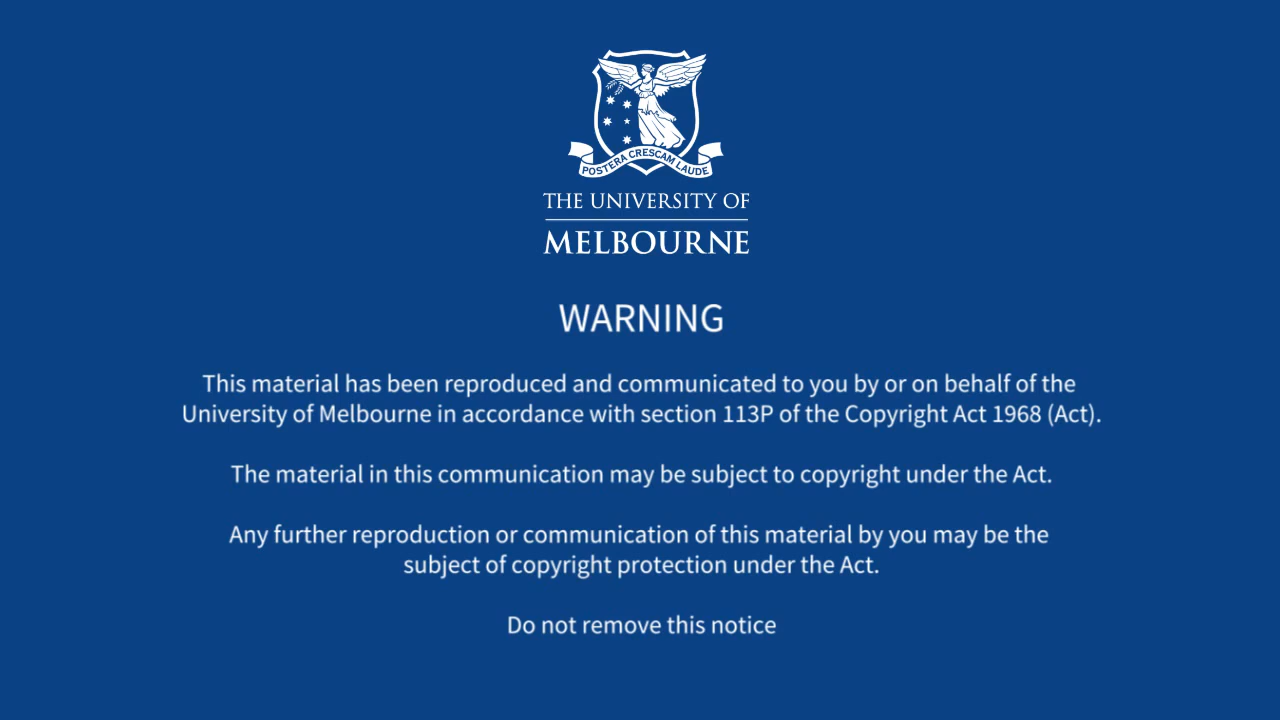 POSTERA CRESCAM LAUDE
THE UNIVERSITY OF
MELBOURNE
WARNING
This material has been reproduced and communicated to you by or on behalf of the
University of Melbourne in accordance with section 113P of the Copyright Act 1968 (Act).
The material in this communication may be subject to copyright under the Act.
Any further reproduction or communication of this material by you may be the
subject of copyright protection under the Act.
Do not remove this notice